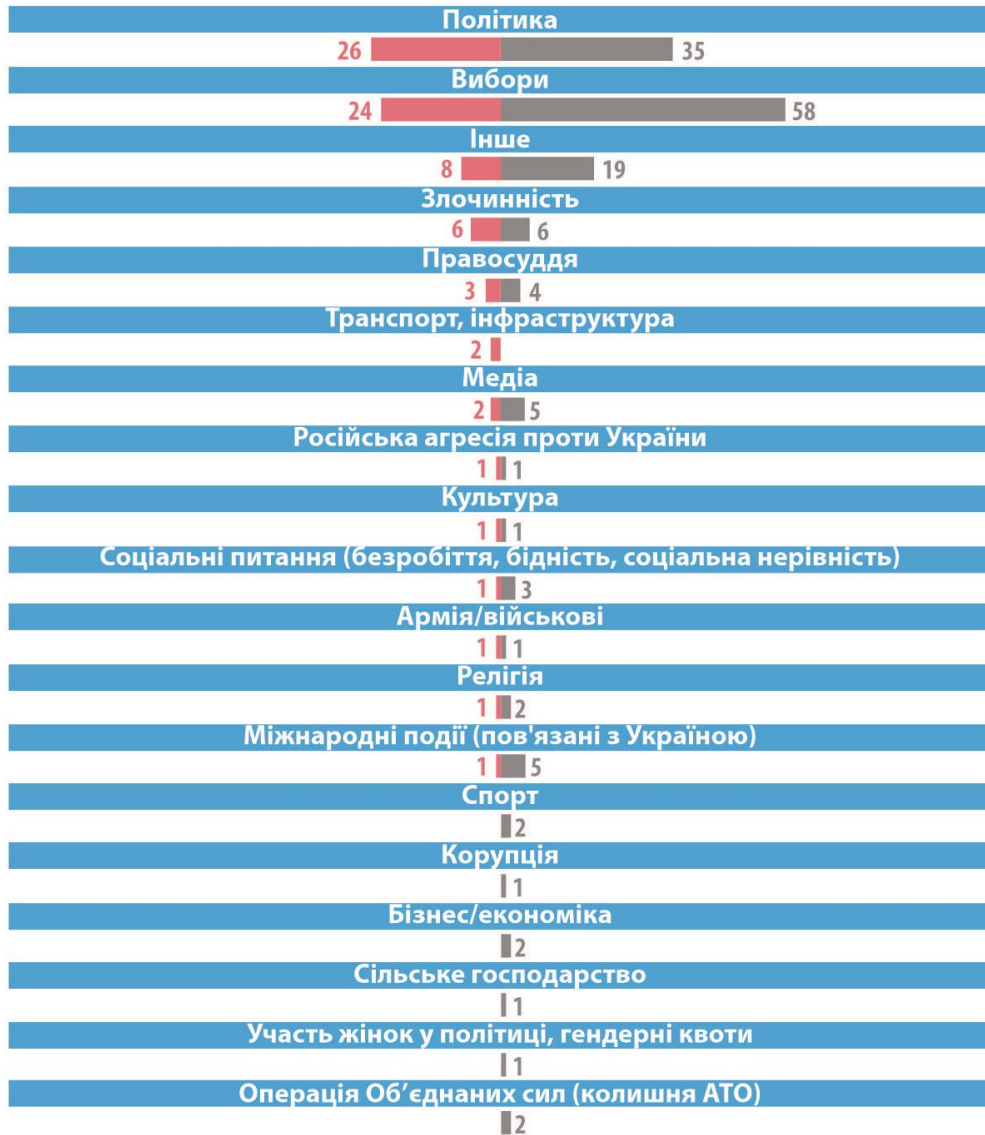 Політика
26 35
Вибори
24 58
Інше
8 19
Злочинність
6 6
Правосуддя
3 4
Транспорт, інфраструктура
2
Медіа
2 5
Російська агресія проти України
1 1
Культура
1 1
Соціальні питання (безробіття, бідність, соціальна нерівність)
1 3
Армія/військові
1 1
Релігія
1 2
Міжнародні події (пов'язані з Україною)
1 5
Спорт
2
Корупція
1
Бізнес/економіка
2
Сільське господарство
1
Участь жінок у політиці, гендерні квоти
1
Операція Об’єднаних сил (колишня АТО)
2